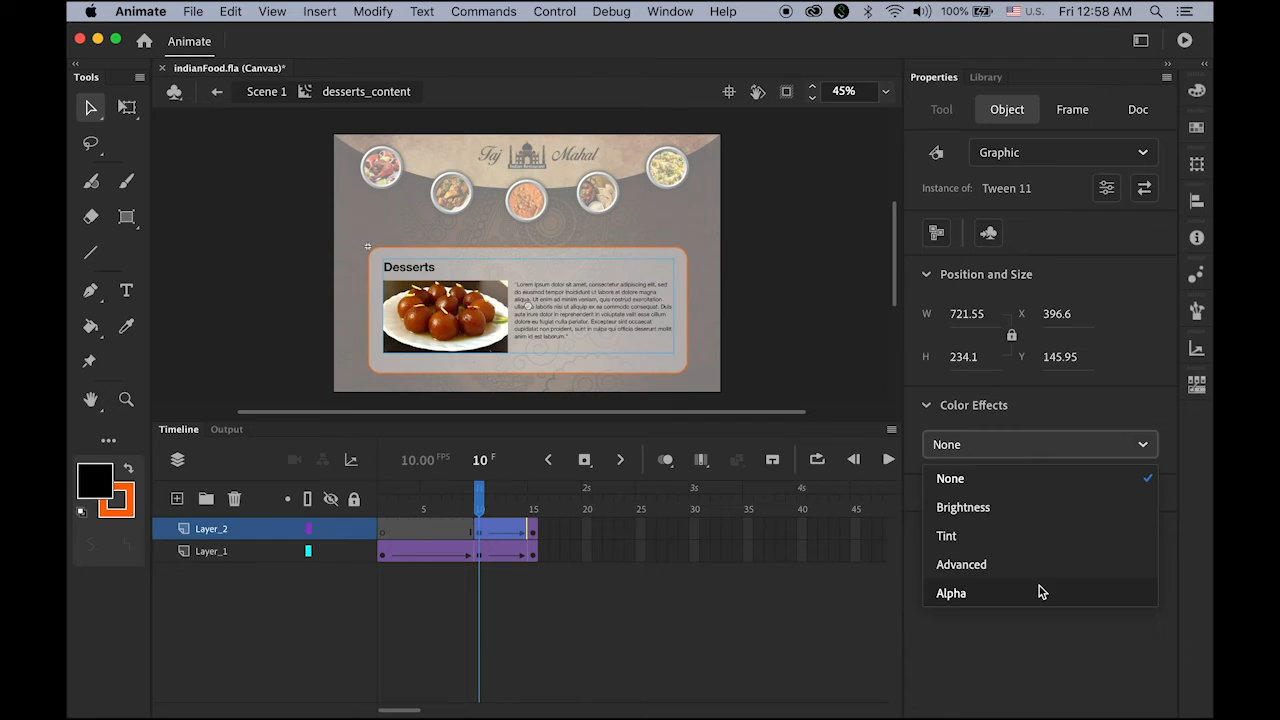 Animate File Edit View Insert Modify Text Commands Control Debug Window Help 100% U.S. Fri 12:58 AM
Animate
Tools
indianFood.fla (Canvas)*
Properties Library
Scene 1 desserts_content 45%
Tool Object Frame Doc
Taj Mahal
Indian Restaurant
Graphic
Instance of: Tween 11
Desserts
"Lorem ipsum dolor sit amet, consectetur adipiscing elit, sed
do eiusmod tempor incididunt ut labore et dolore magna
aliqua. Ut enim ad minim veniam, quis nostrud exercitation
ullamco laboris nisi ut aliquip ex ea commodo consequat. Duis
aute irure dolor in reprehenderit in voluptate velit esse cillum
dolore eu fugiat nulla pariatur. Excepteur sint occaecat
cupidatat non proident, sunt in culpa qui officia deserunt mollit
anim id est laborum."
Position and Size
W 721.55 X 398.6
H 234.1 Y 145.95
Color Effects
None
None
Brightness
Tint
Advanced
Alpha
Timeline Output
10.00 FPS 10 F
1s 2s 3s 4s
5 10 15 20 25 30 35 40 45
Layer_2
Layer_1